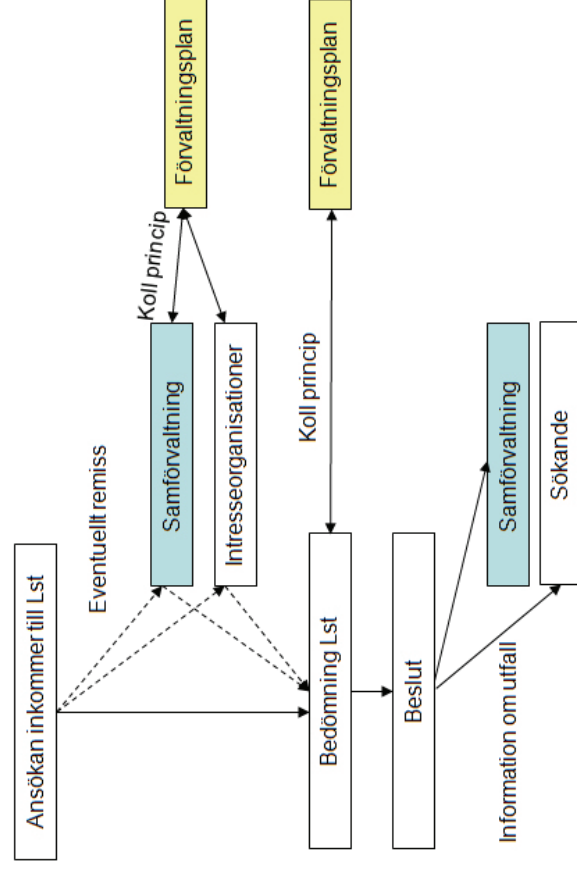 Ansökan inkommer till Lst
Eventuellt remiss
Samförvaltning
Koll princip
Förvaltningsplan
Intresseorganisationer
Bedömning Lst
Koll princip
Förvaltningsplan
Beslut
Information om utfall
Samförvaltning
Sökande